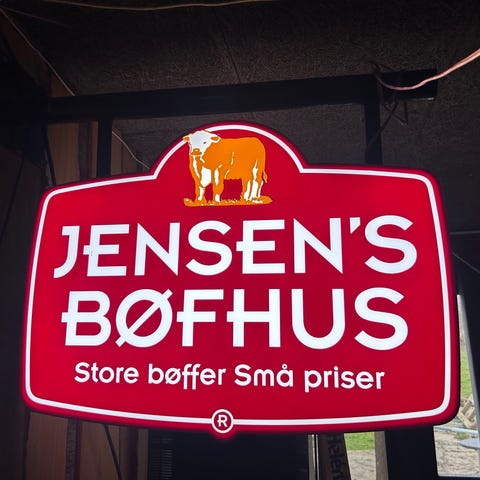 JENSEN'S
BØFHUS
Store bøffer Små priser
®